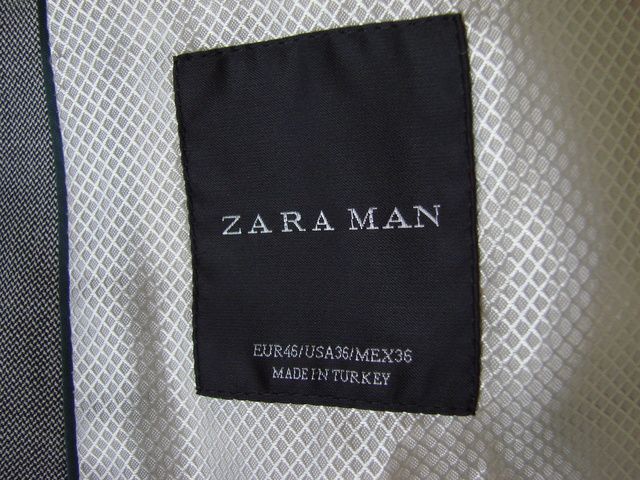 ZARA MAN
EUR46/USA36/MEX36
MADE IN TURKEY